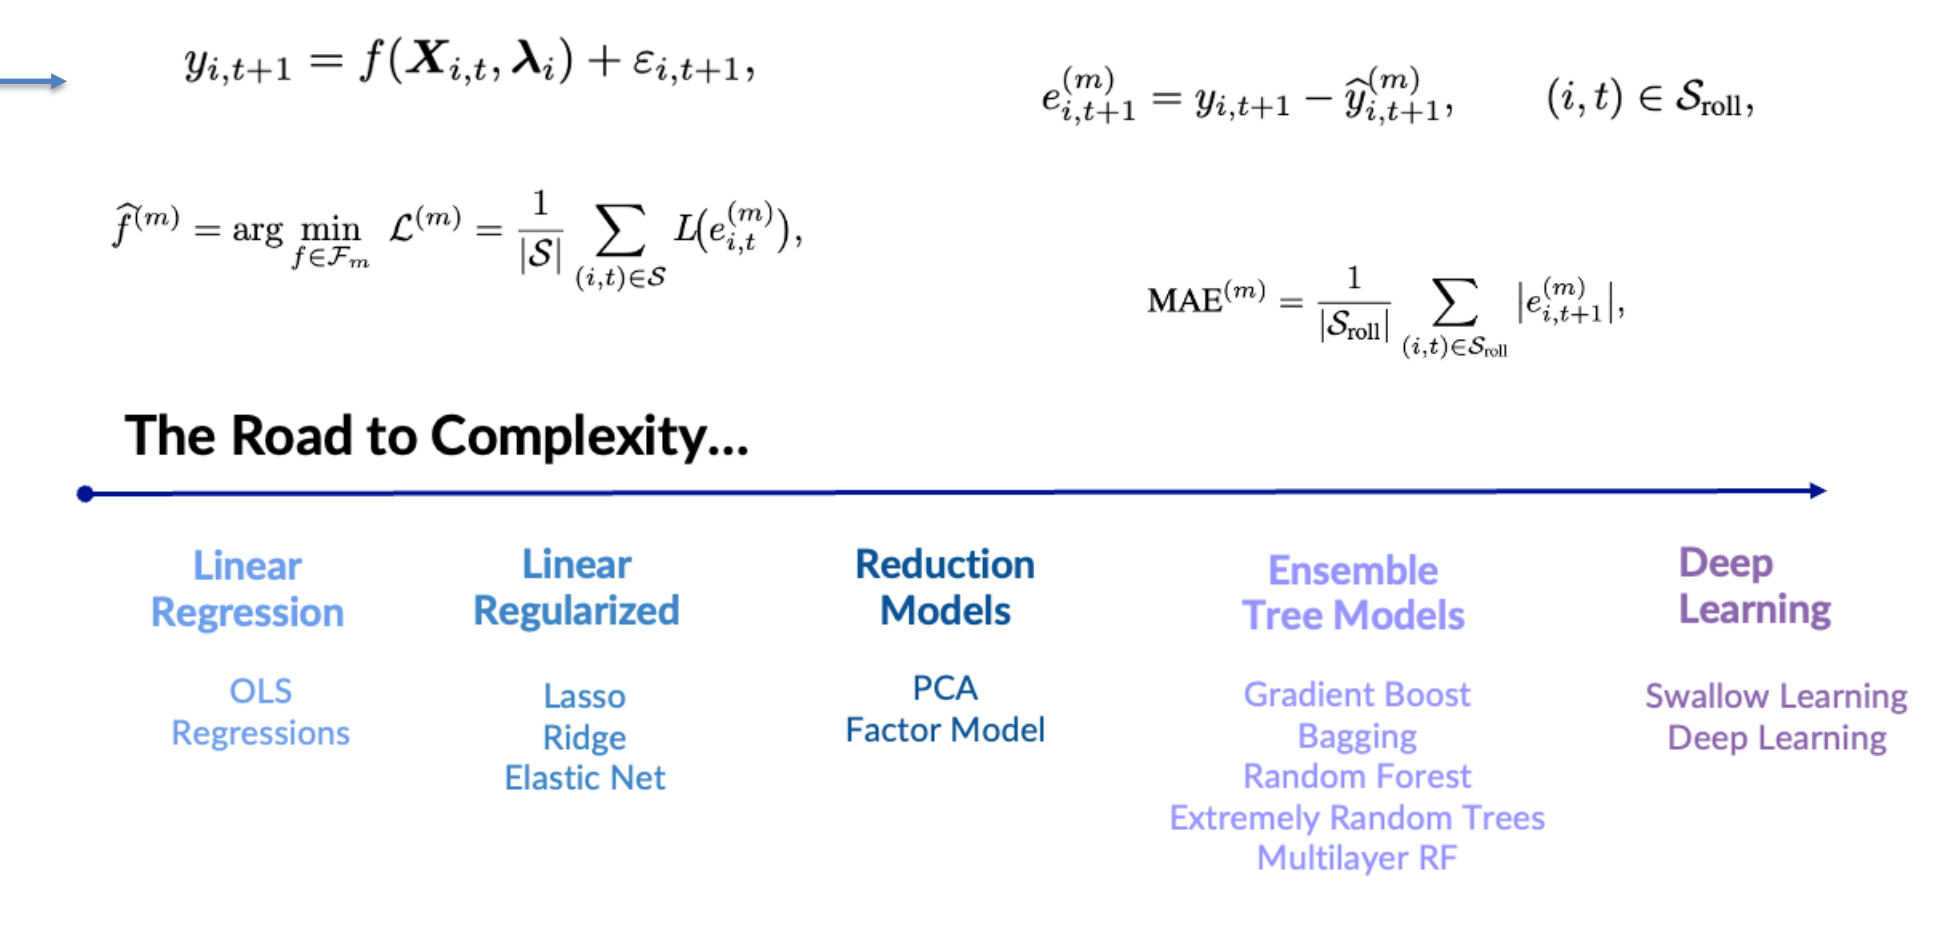 y_{i,t+1} = f(X_{i,t}, λ_i) + ε_{i,t+1},
e^{(m)}_{i,t+1} = y_{i,t+1} − ŷ^{(m)}_{i,t+1}, (i, t) ∈ S_roll,
f̂^{(m)} = arg min_{f∈F_m} L^{(m)} = 1/|S| ∑_{(i,t)∈S} L(e^{(m)}_{i,t}),
MAE^{(m)} = 1/|S_roll| ∑_{(i,t)∈S_roll} |e^{(m)}_{i,t+1}|,
The Road to Complexity...
Linear
Regression
OLS
Regressions
Linear
Regularized
Lasso
Ridge
Elastic Net
Reduction
Models
PCA
Factor Model
Ensemble
Tree Models
Gradient Boost
Bagging
Random Forest
Extremely Random Trees
Multilayer RF
Deep
Learning
Swallow Learning
Deep Learning